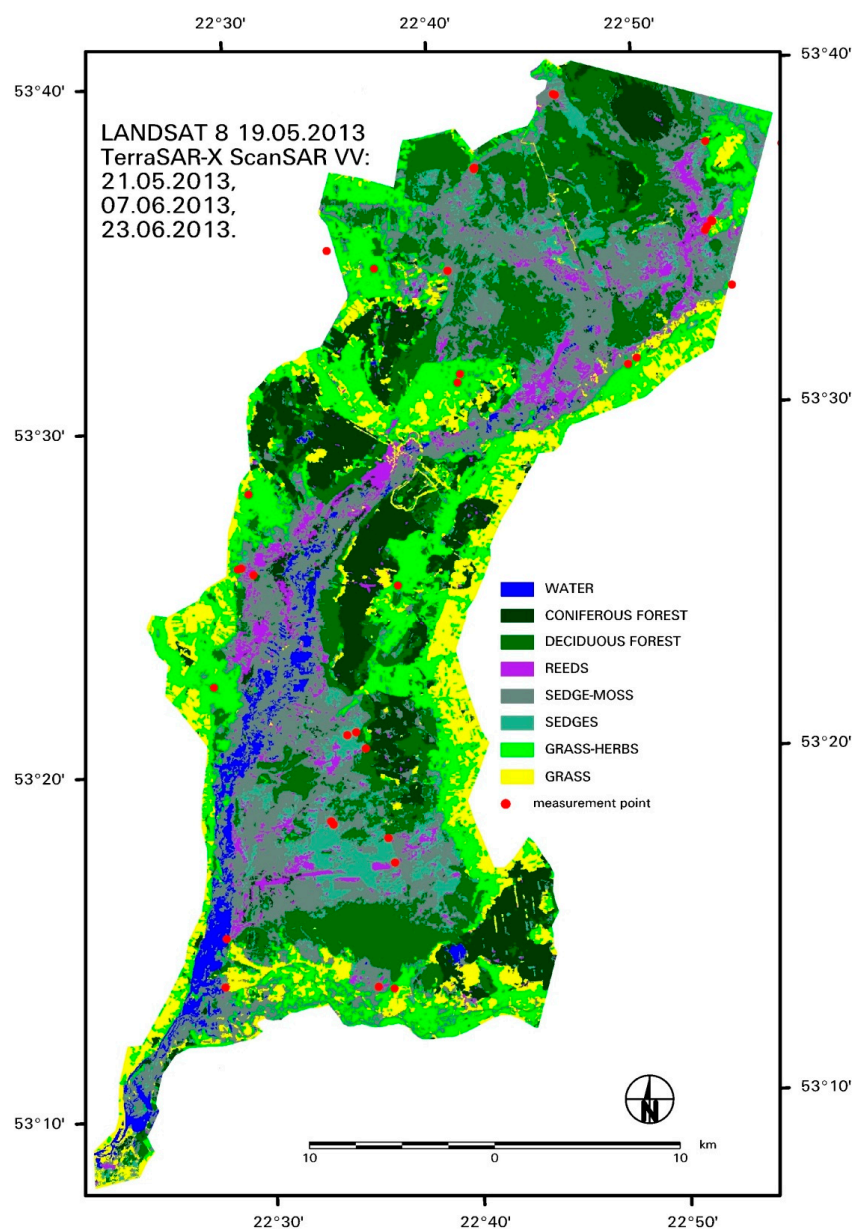 22°30' 22°40' 22°50'
53°40' 53°40'
LANDSAT 8 19.05.2013
TerraSAR-X ScanSAR VV:
21.05.2013,
07.06.2013,
23.06.2013.
53°30' 53°30'
WATER
CONIFEROUS FOREST
DECIDUOUS FOREST
REEDS
SEDGE-MOSS
SEDGES
GRASS-HERBS
GRASS
measurement point
53°20' 53°20'
53°10' 53°10'
N
km
10 0 10
22°30' 22°40' 22°50'